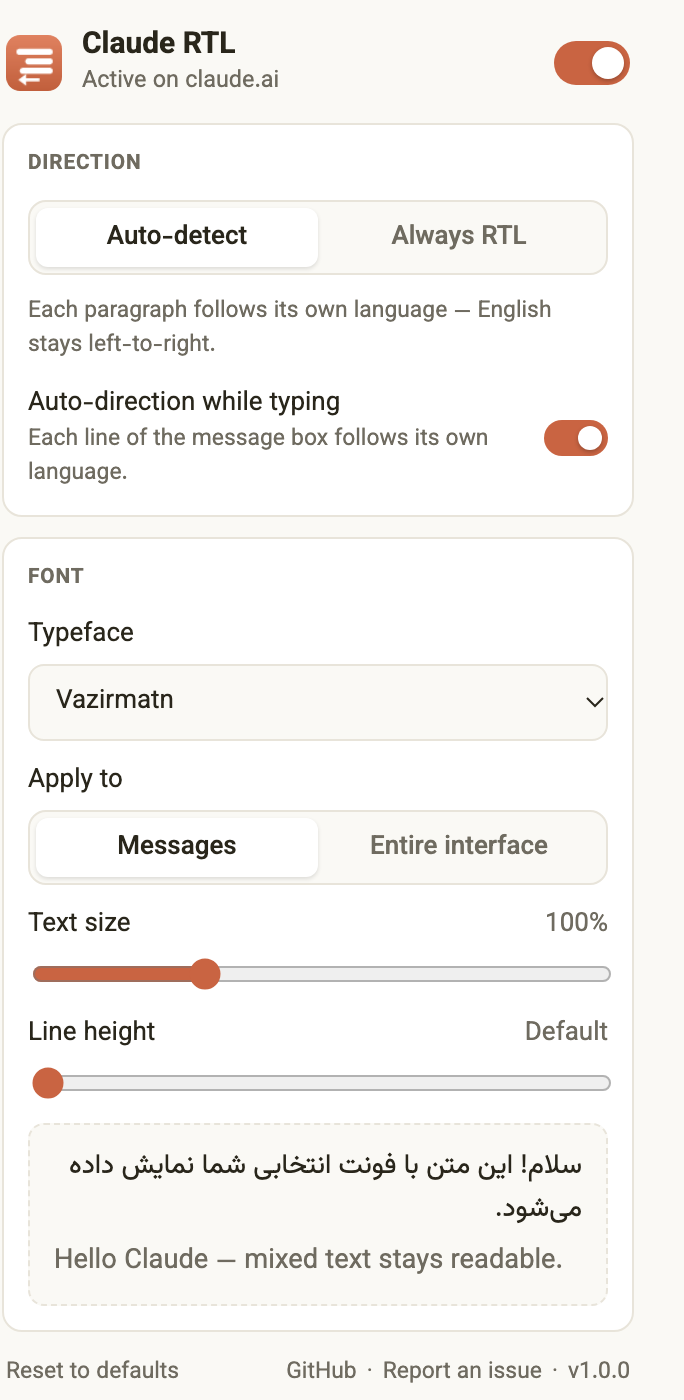 Claude RTL
Active on claude.ai
DIRECTION
Auto-detect
Always RTL
Each paragraph follows its own language — English
stays left-to-right.
Auto-direction while typing
Each line of the message box follows its own
language.
FONT
Typeface
Vazirmatn
Apply to
Messages
Entire interface
Text size
100%
Line height
Default
سلام! این متن با فونت انتخابی شما نمایش داده
می‌شود.
Hello Claude — mixed text stays readable.
Reset to defaults
GitHub · Report an issue · v1.0.0